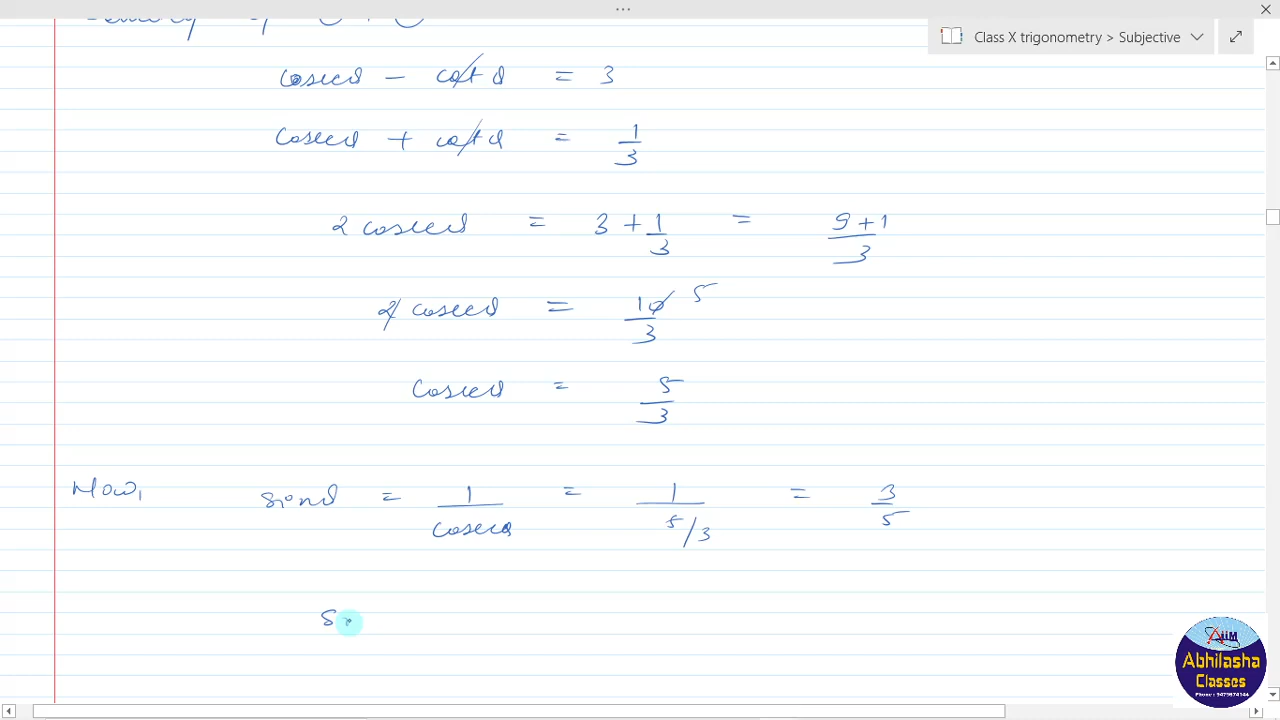 Class X trigonometry > Subjective
cosecθ - cotθ = 3
cosecθ + cotθ = 1/3
2 cosecθ = 3 + 1/3 = 9+1/3
2 cosecθ = 10/3 5
cosecθ = 5/3
Now, sinθ = 1/cosecθ = 1/5/3 = 3/5
S
AIIM
Abhilasha
Classes